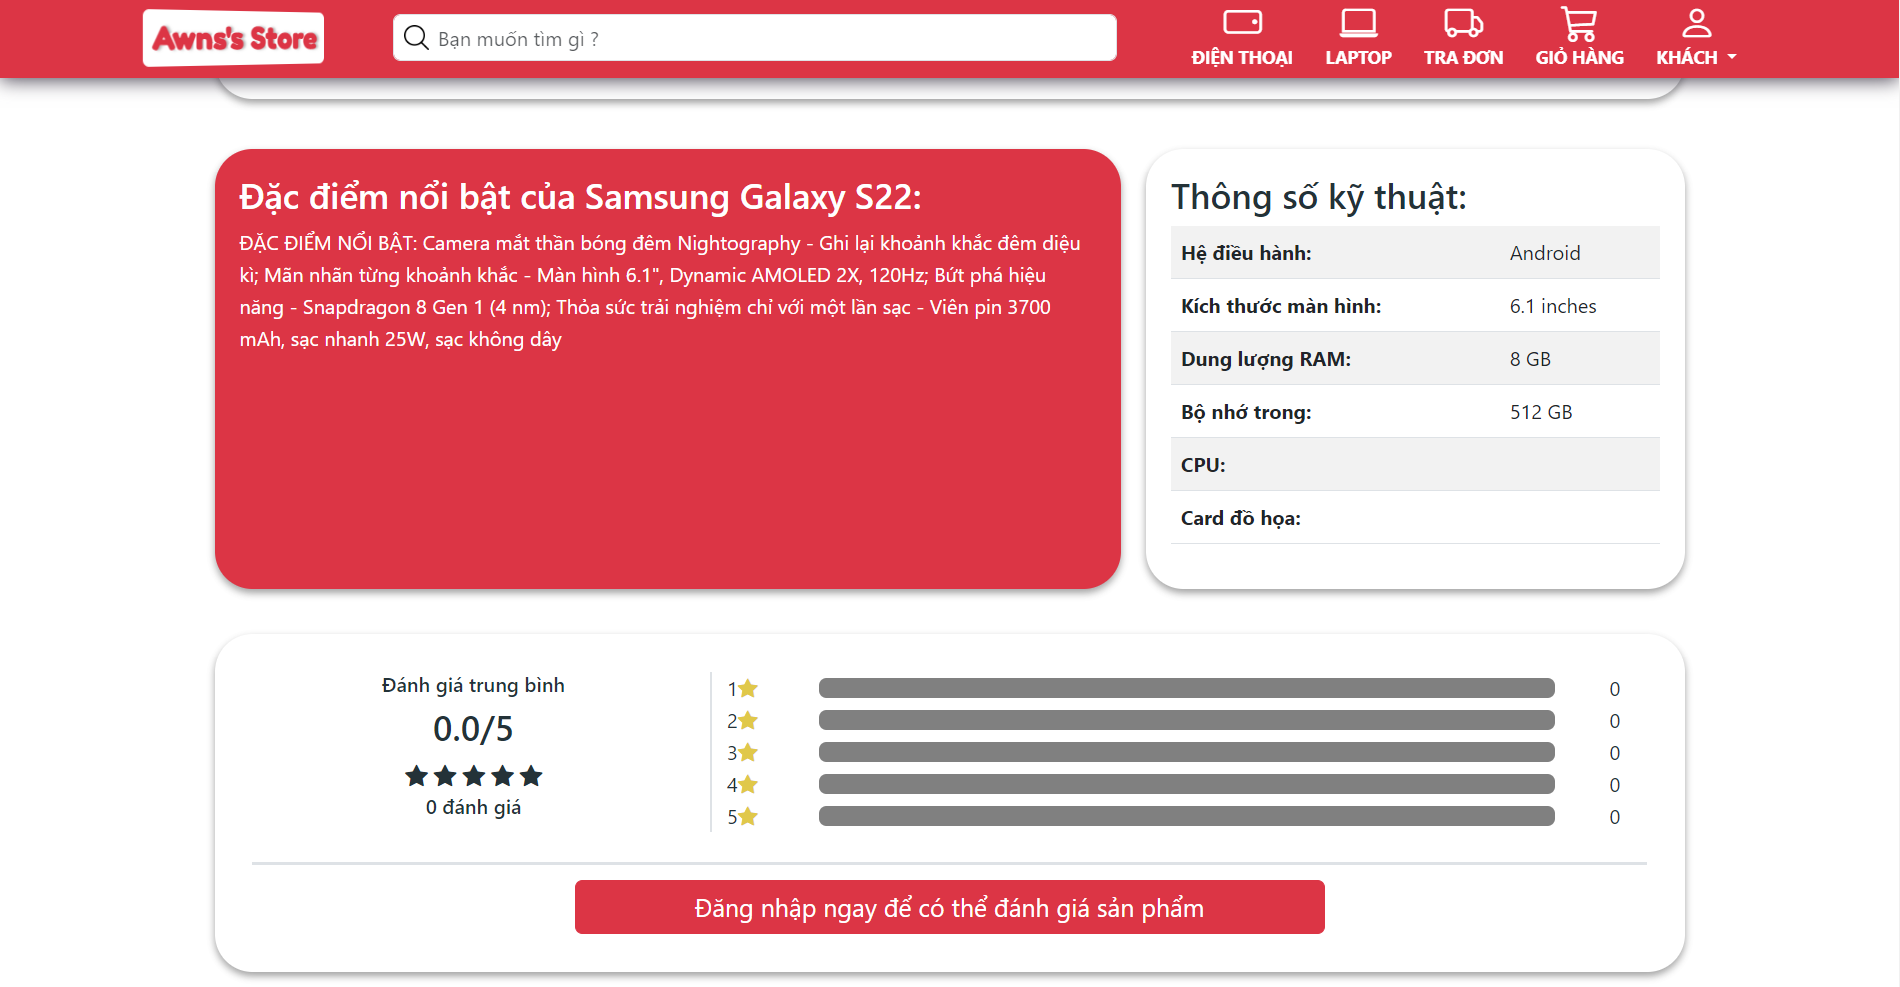 Awns's Store
Bạn muốn tìm gì ?
ĐIỆN THOẠI
LAPTOP
TRA ĐƠN
GIỎ HÀNG
KHÁCH
Đặc điểm nổi bật của Samsung Galaxy S22:
ĐẶC ĐIỂM NỔI BẬT: Camera mắt thần bóng đêm Nightography - Ghi lại khoảnh khắc đêm diệu
kì; Mãn nhãn từng khoảnh khắc - Màn hình 6.1", Dynamic AMOLED 2X, 120Hz; Bứt phá hiệu
năng - Snapdragon 8 Gen 1 (4 nm); Thỏa sức trải nghiệm chỉ với một lần sạc - Viên pin 3700
mAh, sạc nhanh 25W, sạc không dây
Thông số kỹ thuật:
Hệ điều hành: Android
Kích thước màn hình: 6.1 inches
Dung lượng RAM: 8 GB
Bộ nhớ trong: 512 GB
CPU:
Card đồ họa:
Đánh giá trung bình
0.0/5
0 đánh giá
1 0
2 0
3 0
4 0
5 0
Đăng nhập ngay để có thể đánh giá sản phẩm